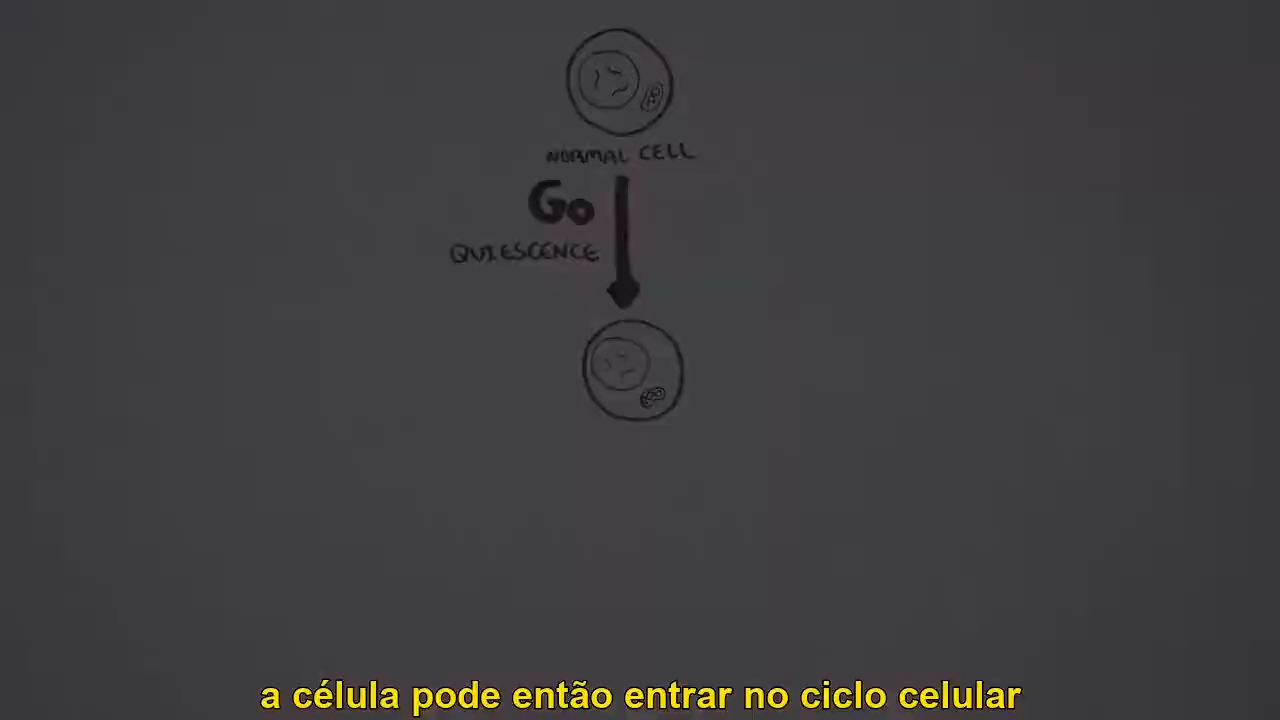 NORMAL CELL
Go
QUIESCENCE
a célula pode então entrar no ciclo celular